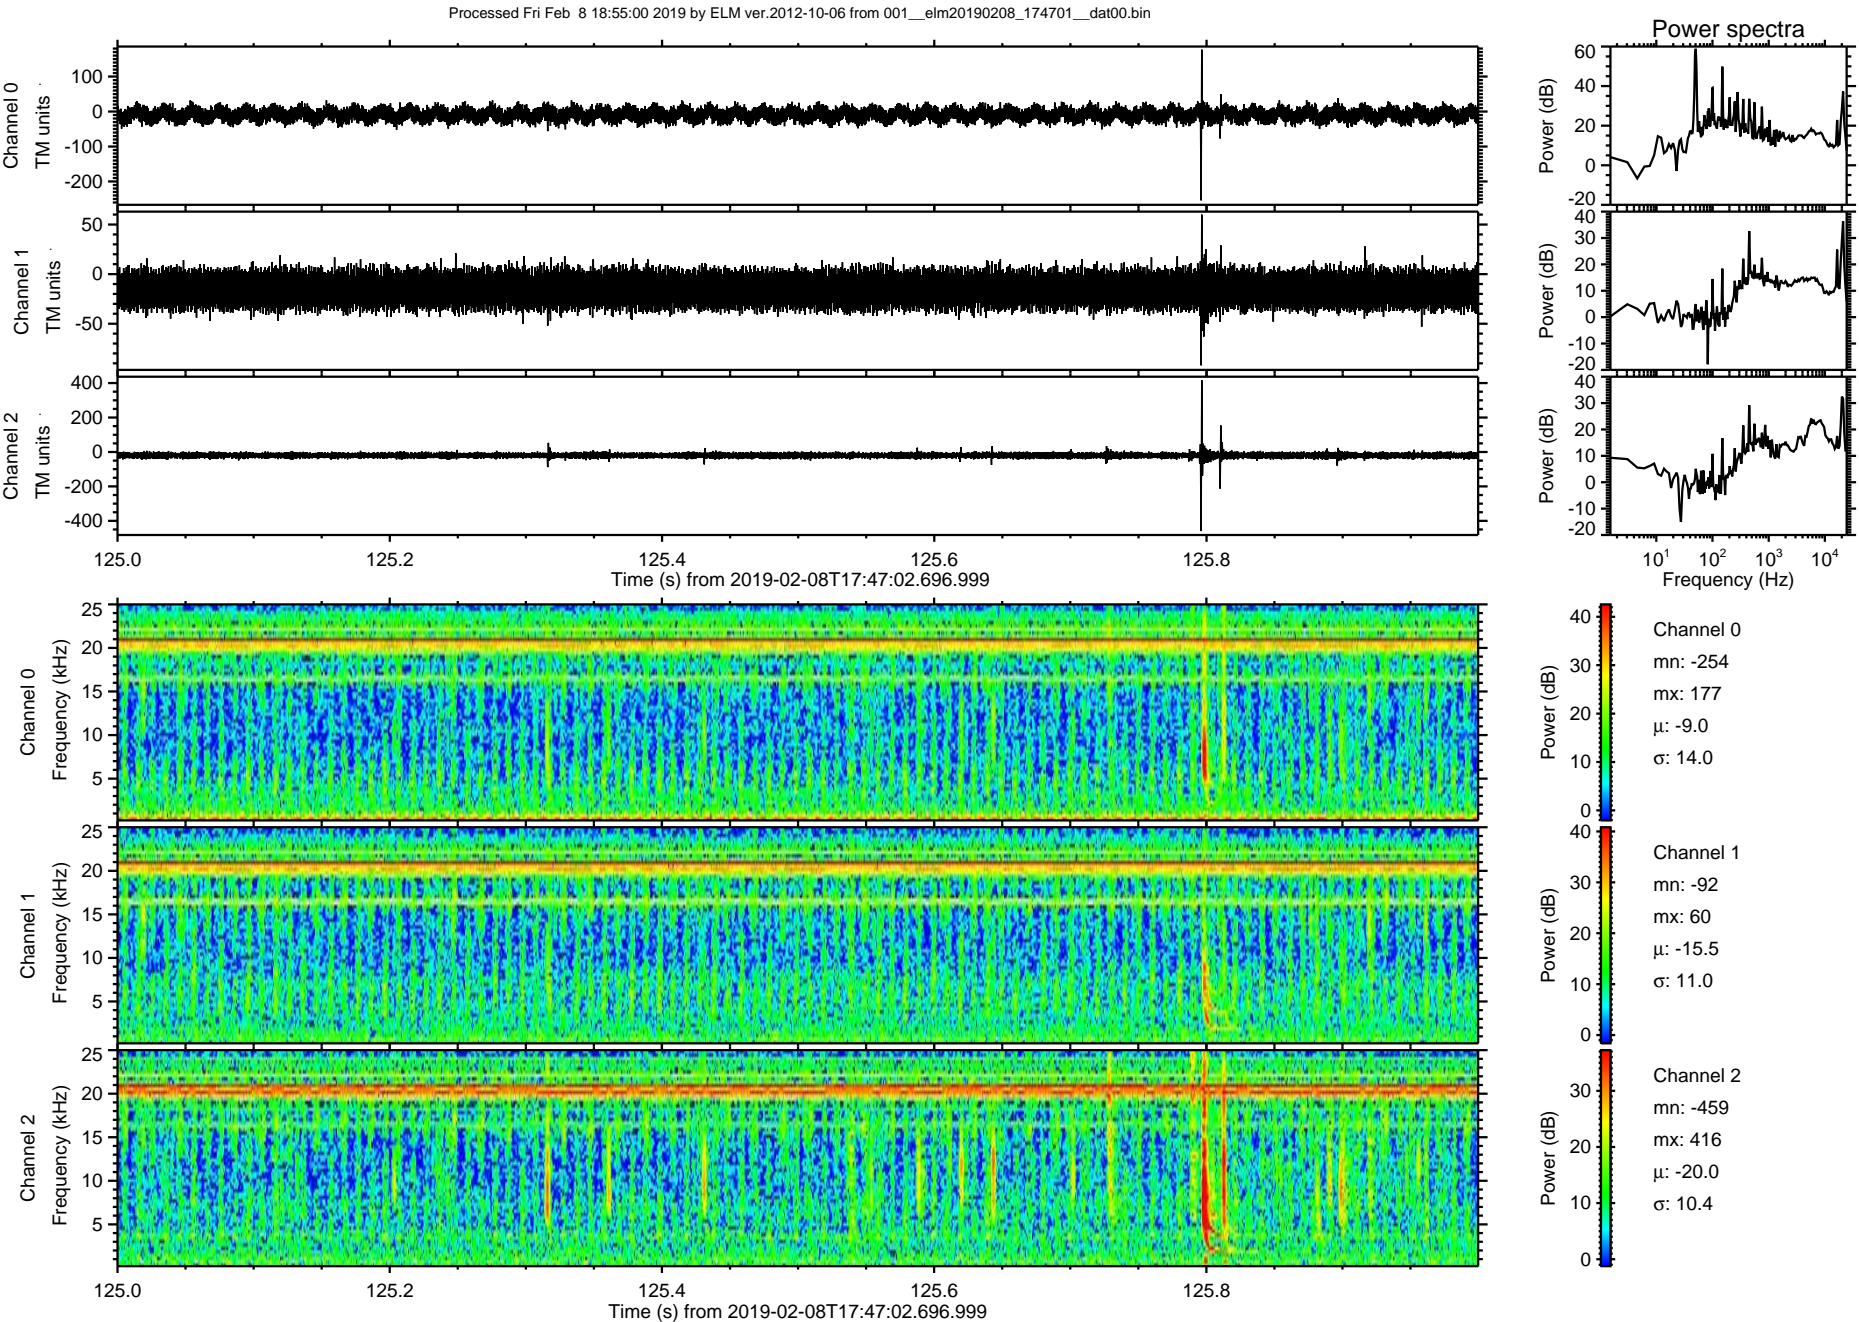 Processed Fri Feb  8 18:55:00 2019 by ELM ver.2012-10-06 from 001__elm20190208_174701__dat00.bin
Power spectra
Channel 0
TM units
100
0
-100
-200
Power (dB)
60
40
20
0
-20
Channel 1
TM units
50
0
-50
Power (dB)
40
30
20
10
0
-10
-20
Channel 2
TM units
400
200
0
-200
-400
Power (dB)
40
30
20
10
0
-10
-20
125.0 125.2 125.4 125.6 125.8
Time (s) from 2019-02-08T17:47:02.696.999
10¹ 10² 10³ 10⁴
Frequency (Hz)
Channel 0
Frequency (kHz)
25
20
15
10
5
Power (dB)
40
30
20
10
0
Channel 0
mn: -254
mx: 177
μ: -9.0
σ: 14.0
Channel 1
Frequency (kHz)
25
20
15
10
5
Power (dB)
40
30
20
10
0
Channel 1
mn: -92
mx: 60
μ: -15.5
σ: 11.0
Channel 2
Frequency (kHz)
25
20
15
10
5
Power (dB)
30
20
10
0
Channel 2
mn: -459
mx: 416
μ: -20.0
σ: 10.4
125.0 125.2 125.4 125.6 125.8
Time (s) from 2019-02-08T17:47:02.696.999